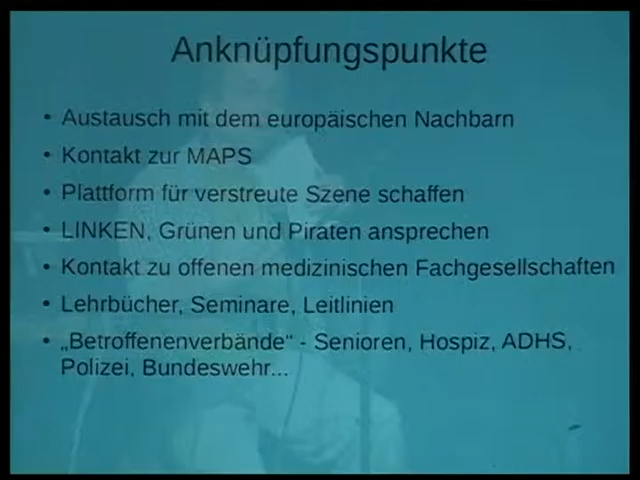 Anknüpfungspunkte
• Austausch mit dem europäischen Nachbarn
• Kontakt zur MAPS
• Plattform für verstreute Szene schaffen
• LINKEN, Grünen und Piraten ansprechen
• Kontakt zu offenen medizinischen Fachgesellschaften
• Lehrbücher, Seminare, Leitlinien
• „Betroffenenverbände“ - Senioren, Hospiz, ADHS,
Polizei, Bundeswehr...